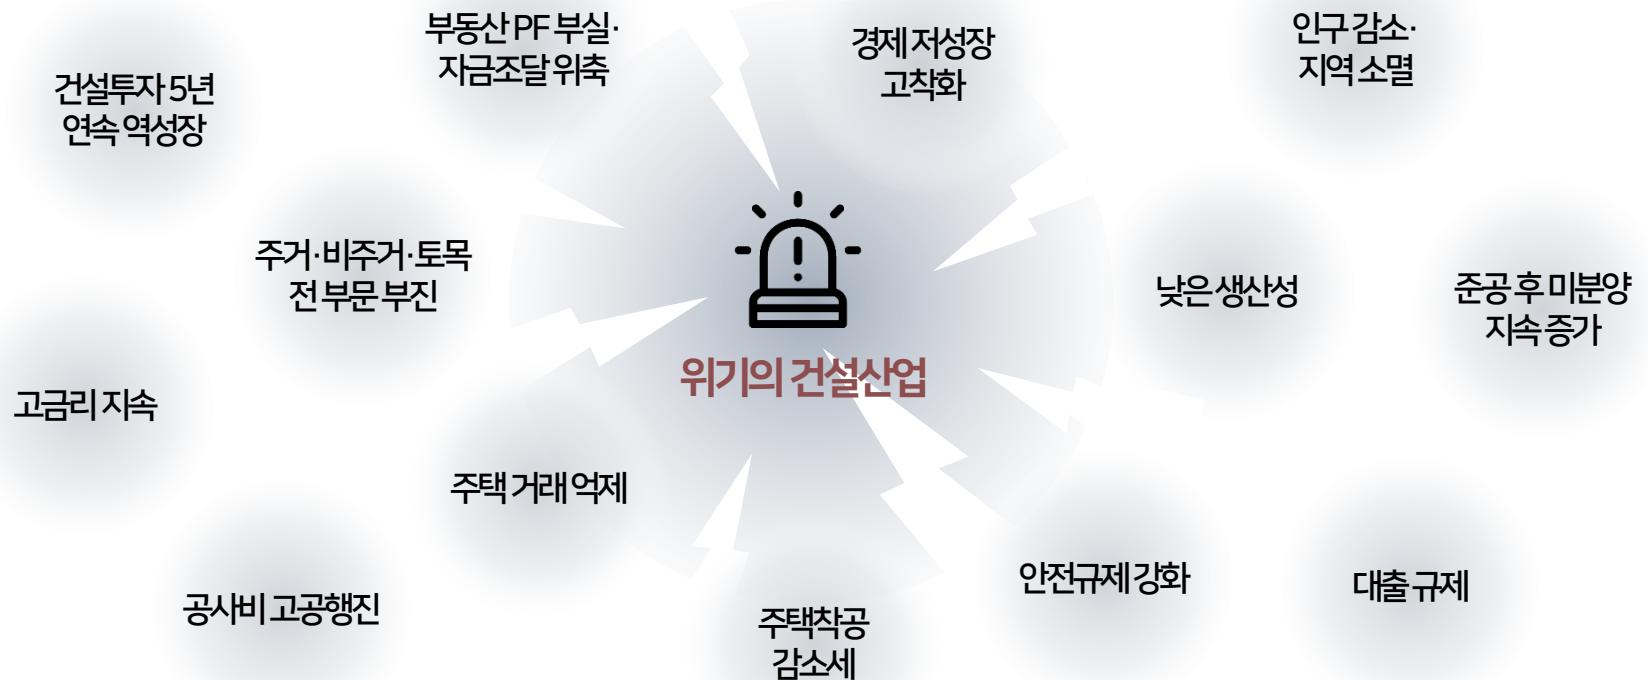 부동산 PF 부실·
자금조달 위축
경제 저성장
고착화
인구 감소·
지역 소멸
건설투자 5년
연속 역성장
주거·비주거·토목
전 부문 부진
낮은 생산성
준공 후 미분양
지속 증가
위기의 건설산업
고금리 지속
주택 거래 억제
안전규제 강화
대출 규제
공사비 고공행진
주택착공
감소세